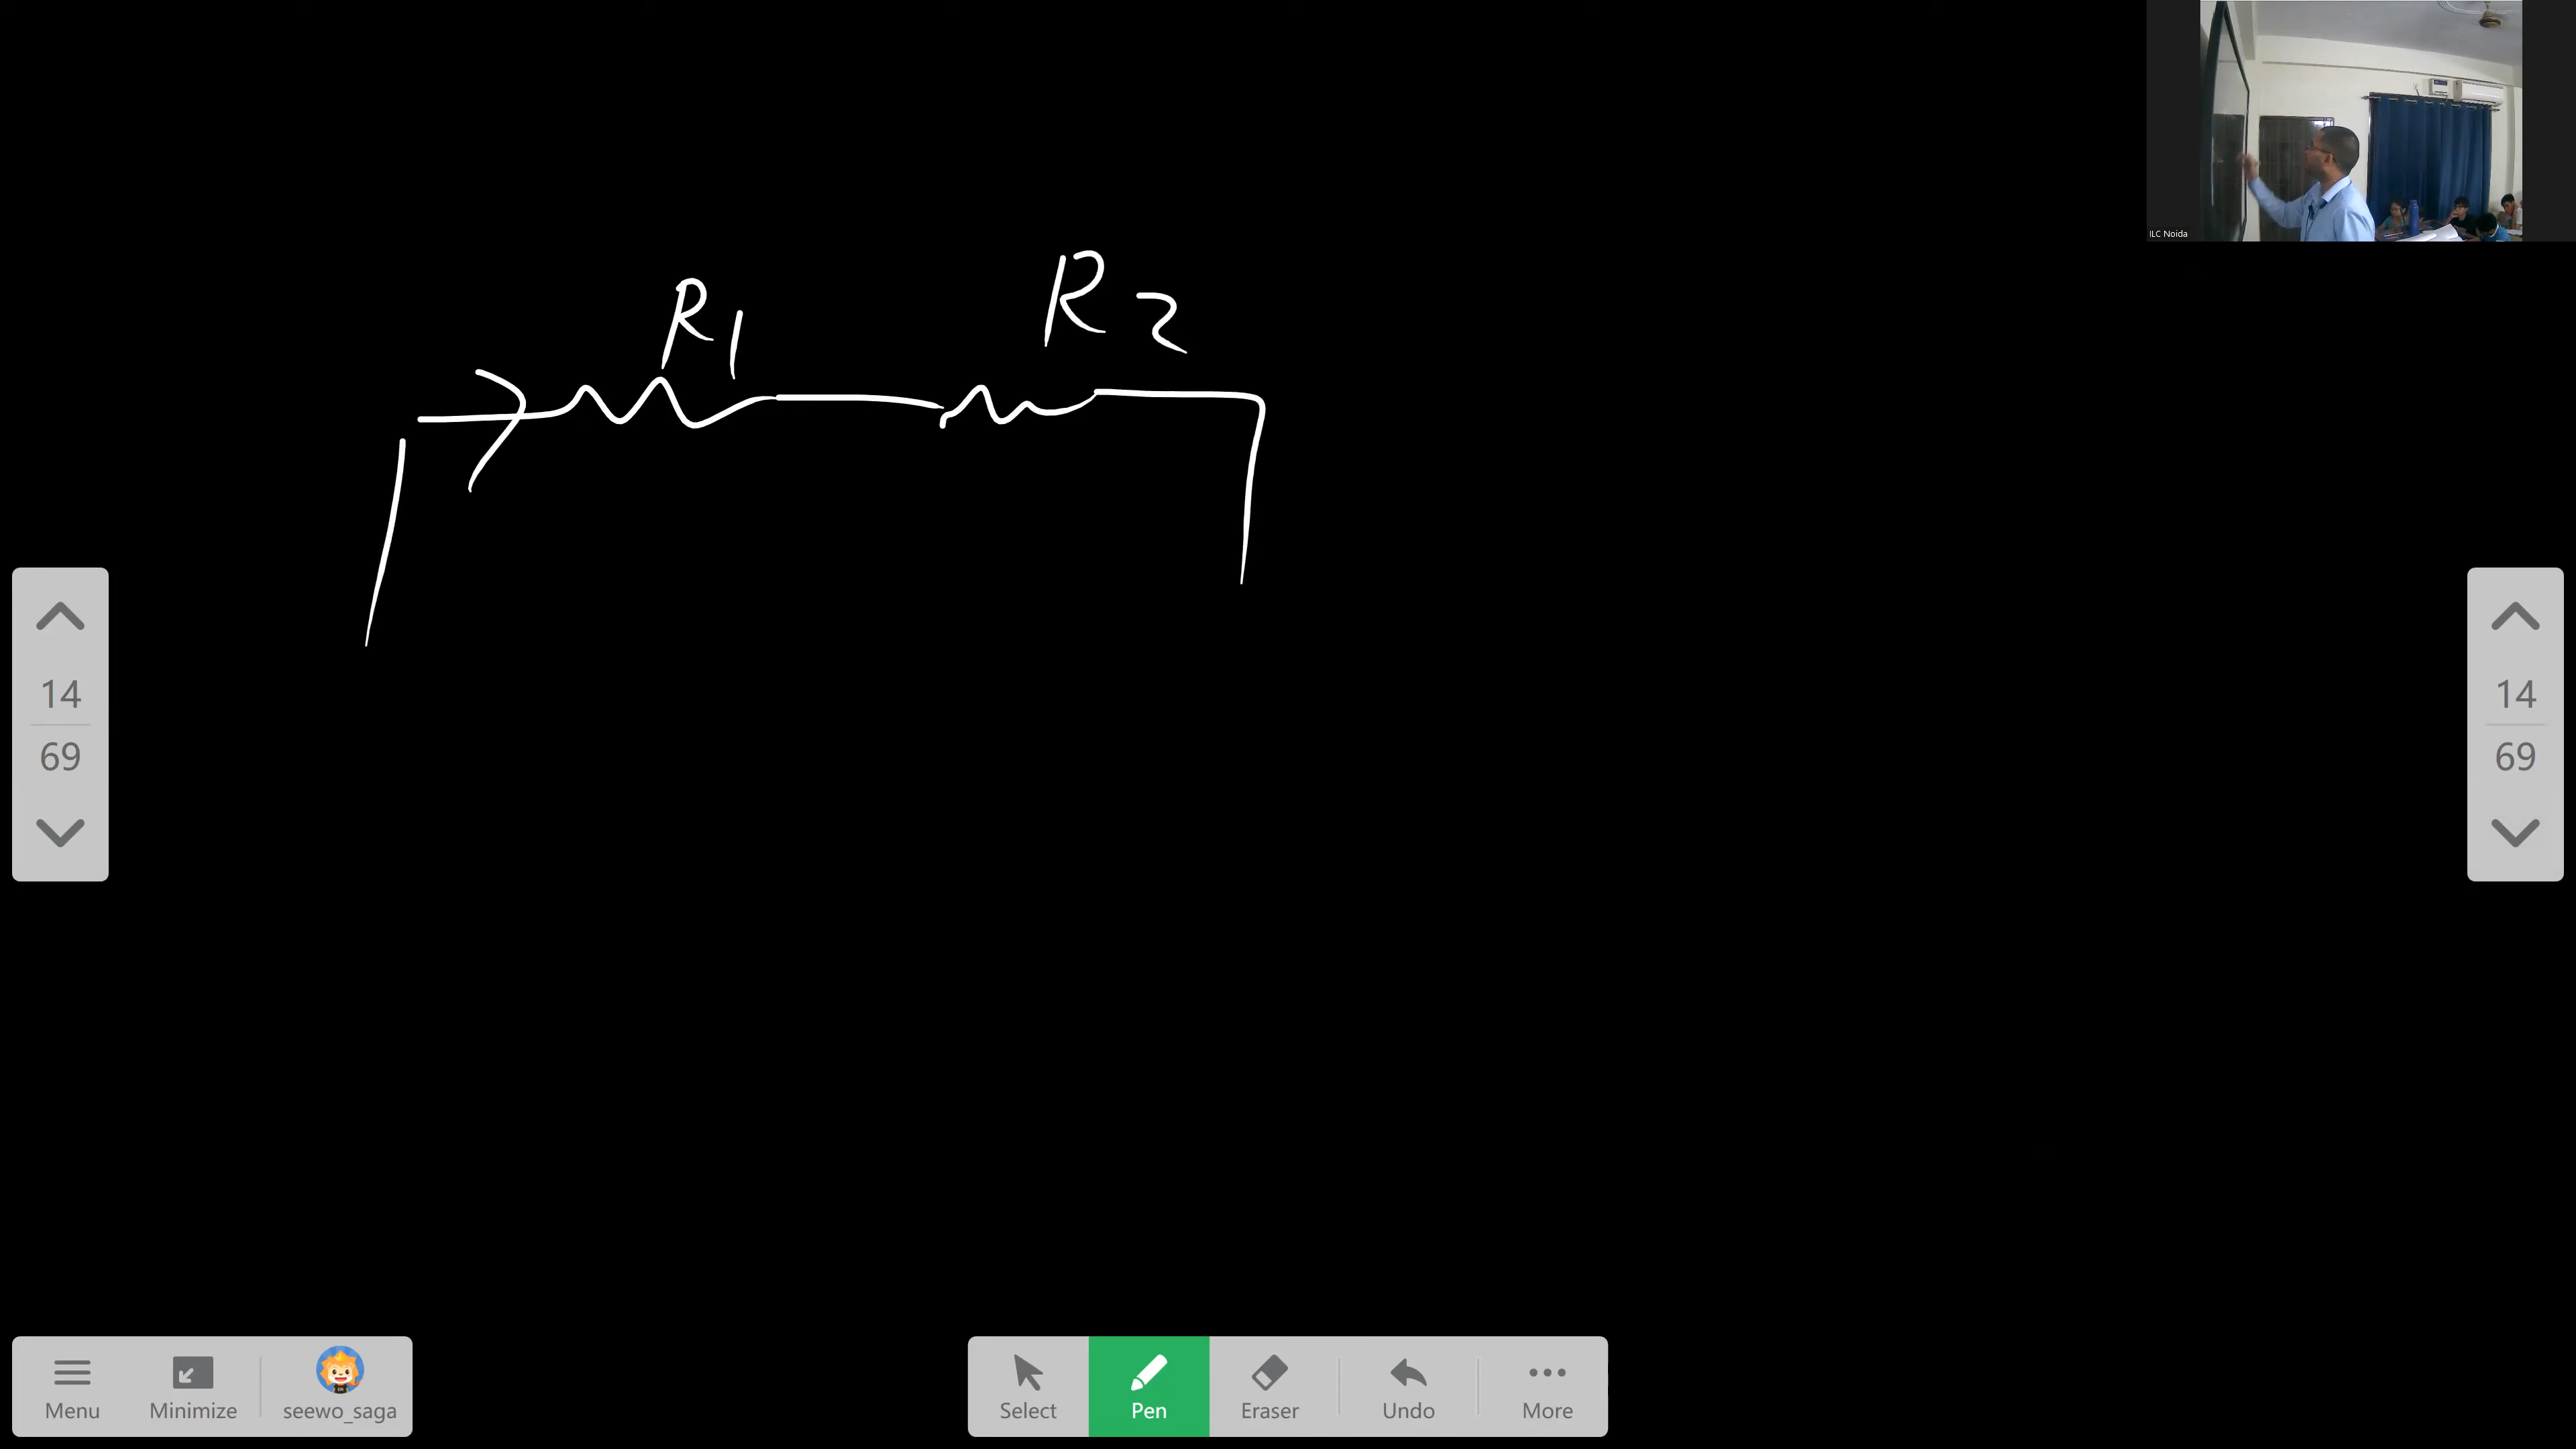 ILC Noida
R1
R2
14
69
14
69
Menu
Minimize
seewo_saga
Select
Pen
Eraser
Undo
More